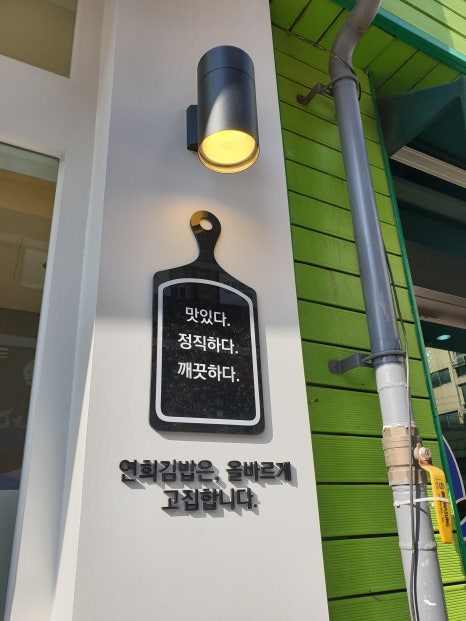 맛있다.
정직하다.
깨끗하다.
연희김밥은, 올바르게
고집합니다.